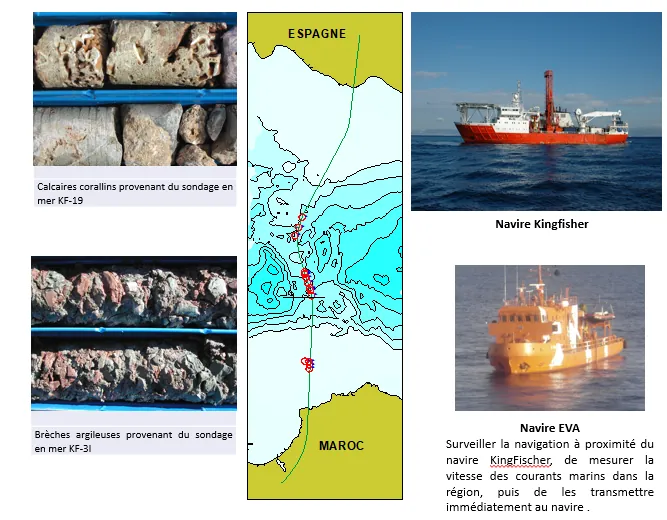 ESPAGNE
Calcaires corallins provenant du sondage en
mer KF-19
Navire Kingfisher
Brèches argileuses provenant du sondage
en mer KF-3I
MAROC
Navire EVA
Surveiller la navigation à proximité du
navire KingFischer, de mesurer la
vitesse des courants marins dans la
région, puis de les transmettre
immédiatement au navire .